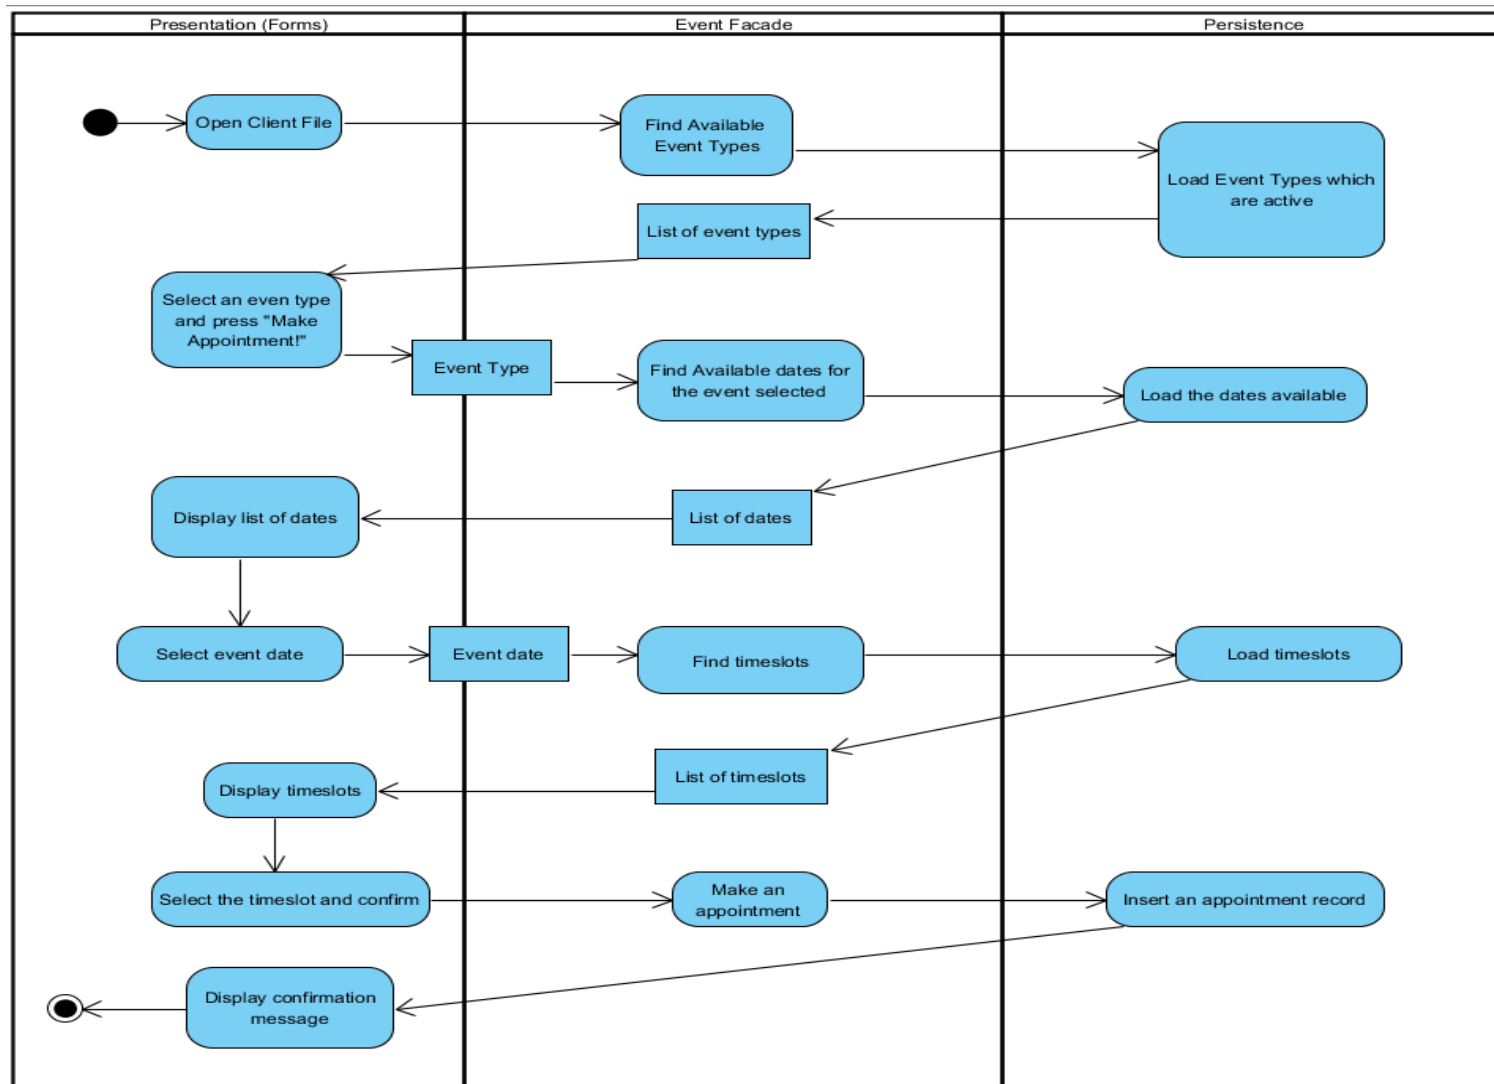 Presentation (Forms)
Event Facade
Persistence
Open Client File
Find Available
Event Types
Load Event Types which
are active
List of event types
Select an even type
and press "Make
Appointment!"
Event Type
Find Available dates for
the event selected
Load the dates available
Display list of dates
List of dates
Select event date
Event date
Find timeslots
Load timeslots
List of timeslots
Display timeslots
Select the timeslot and confirm
Make an
appointment
Insert an appointment record
Display confirmation
message